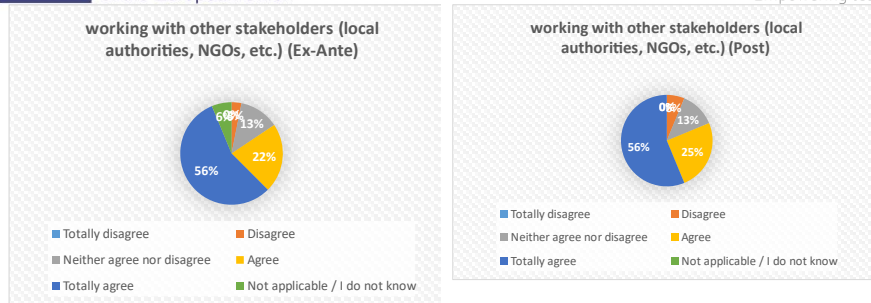 working with other stakeholders (local
authorities, NGOs, etc.) (Ex-Ante)
6%
13%
22%
56%
Totally disagree
Disagree
Neither agree nor disagree
Agree
Totally agree
Not applicable / I do not know
working with other stakeholders (local
authorities, NGOs, etc.) (Post)
0%
13%
25%
56%
Totally disagree
Disagree
Neither agree nor disagree
Agree
Totally agree
Not applicable / I do not know